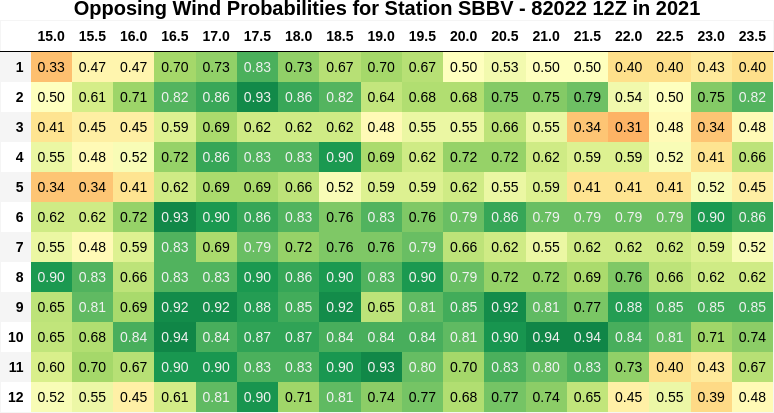 Opposing Wind Probabilities for Station SBBV - 82022 12Z in 2021
15.0 15.5 16.0 16.5 17.0 17.5 18.0 18.5 19.0 19.5 20.0 20.5 21.0 21.5 22.0 22.5 23.0 23.5
1 0.33 0.47 0.47 0.70 0.73 0.83 0.73 0.67 0.70 0.67 0.50 0.53 0.50 0.50 0.40 0.40 0.43 0.40
2 0.50 0.61 0.71 0.82 0.86 0.93 0.86 0.82 0.64 0.68 0.68 0.75 0.75 0.79 0.54 0.50 0.75 0.82
3 0.41 0.45 0.45 0.59 0.69 0.62 0.62 0.62 0.48 0.55 0.55 0.66 0.55 0.34 0.31 0.48 0.34 0.48
4 0.55 0.48 0.52 0.72 0.86 0.83 0.83 0.90 0.69 0.62 0.72 0.72 0.62 0.59 0.59 0.52 0.41 0.66
5 0.34 0.34 0.41 0.62 0.69 0.69 0.66 0.52 0.59 0.59 0.62 0.55 0.59 0.41 0.41 0.41 0.52 0.45
6 0.62 0.62 0.72 0.93 0.90 0.86 0.83 0.76 0.83 0.76 0.79 0.86 0.79 0.79 0.79 0.79 0.90 0.86
7 0.55 0.48 0.59 0.83 0.69 0.79 0.72 0.76 0.76 0.79 0.66 0.62 0.55 0.62 0.62 0.62 0.59 0.52
8 0.90 0.83 0.66 0.83 0.83 0.90 0.86 0.90 0.83 0.90 0.79 0.72 0.72 0.69 0.76 0.66 0.62 0.62
9 0.65 0.81 0.69 0.92 0.92 0.88 0.85 0.92 0.65 0.81 0.85 0.92 0.81 0.77 0.88 0.85 0.85 0.85
10 0.65 0.68 0.84 0.94 0.84 0.87 0.87 0.84 0.84 0.84 0.81 0.90 0.94 0.94 0.84 0.81 0.71 0.74
11 0.60 0.70 0.67 0.90 0.90 0.83 0.83 0.90 0.93 0.80 0.70 0.83 0.80 0.83 0.73 0.40 0.43 0.67
12 0.52 0.55 0.45 0.61 0.81 0.90 0.71 0.81 0.74 0.77 0.68 0.77 0.74 0.65 0.45 0.55 0.39 0.48